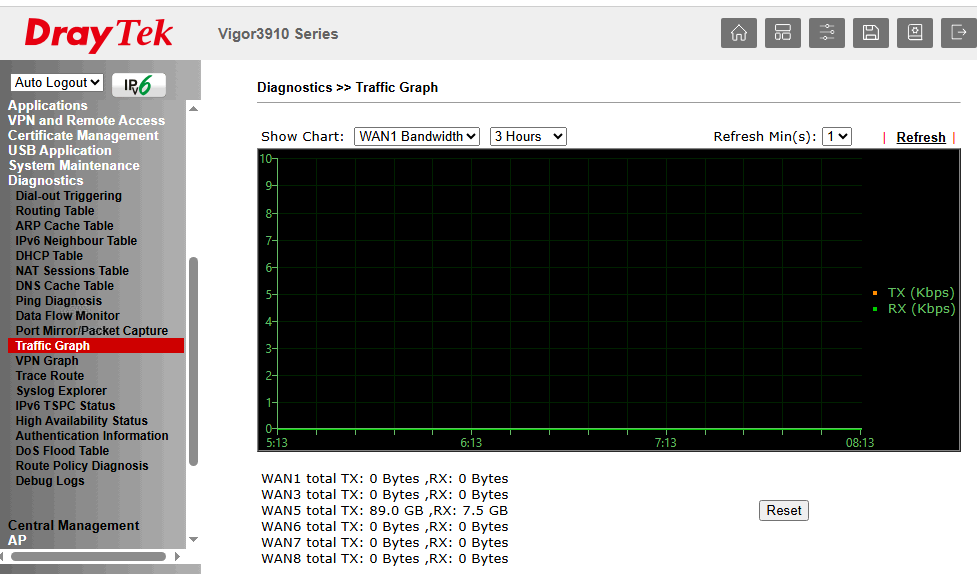 DrayTek
Vigor3910 Series
Auto Logout
IPv6
Applications
VPN and Remote Access
Certificate Management
USB Application
System Maintenance
Diagnostics
Dial-out Triggering
Routing Table
ARP Cache Table
IPv6 Neighbour Table
DHCP Table
NAT Sessions Table
DNS Cache Table
Ping Diagnosis
Data Flow Monitor
Port Mirror/Packet Capture
Traffic Graph
VPN Graph
Trace Route
Syslog Explorer
IPv6 TSPC Status
High Availability Status
Authentication Information
DoS Flood Table
Route Policy Diagnosis
Debug Logs
Central Management
AP
Diagnostics >> Traffic Graph
Show Chart: WAN1 Bandwidth 3 Hours Refresh Min(s): 1 | Refresh |
10
9
8
7
6
5
4
3
2
1
0
5:13 6:13 7:13 08:13
TX (Kbps)
RX (Kbps)
WAN1 total TX: 0 Bytes ,RX: 0 Bytes
WAN3 total TX: 0 Bytes ,RX: 0 Bytes
WAN5 total TX: 89.0 GB ,RX: 7.5 GB
WAN6 total TX: 0 Bytes ,RX: 0 Bytes
WAN7 total TX: 0 Bytes ,RX: 0 Bytes
WAN8 total TX: 0 Bytes ,RX: 0 Bytes
Reset